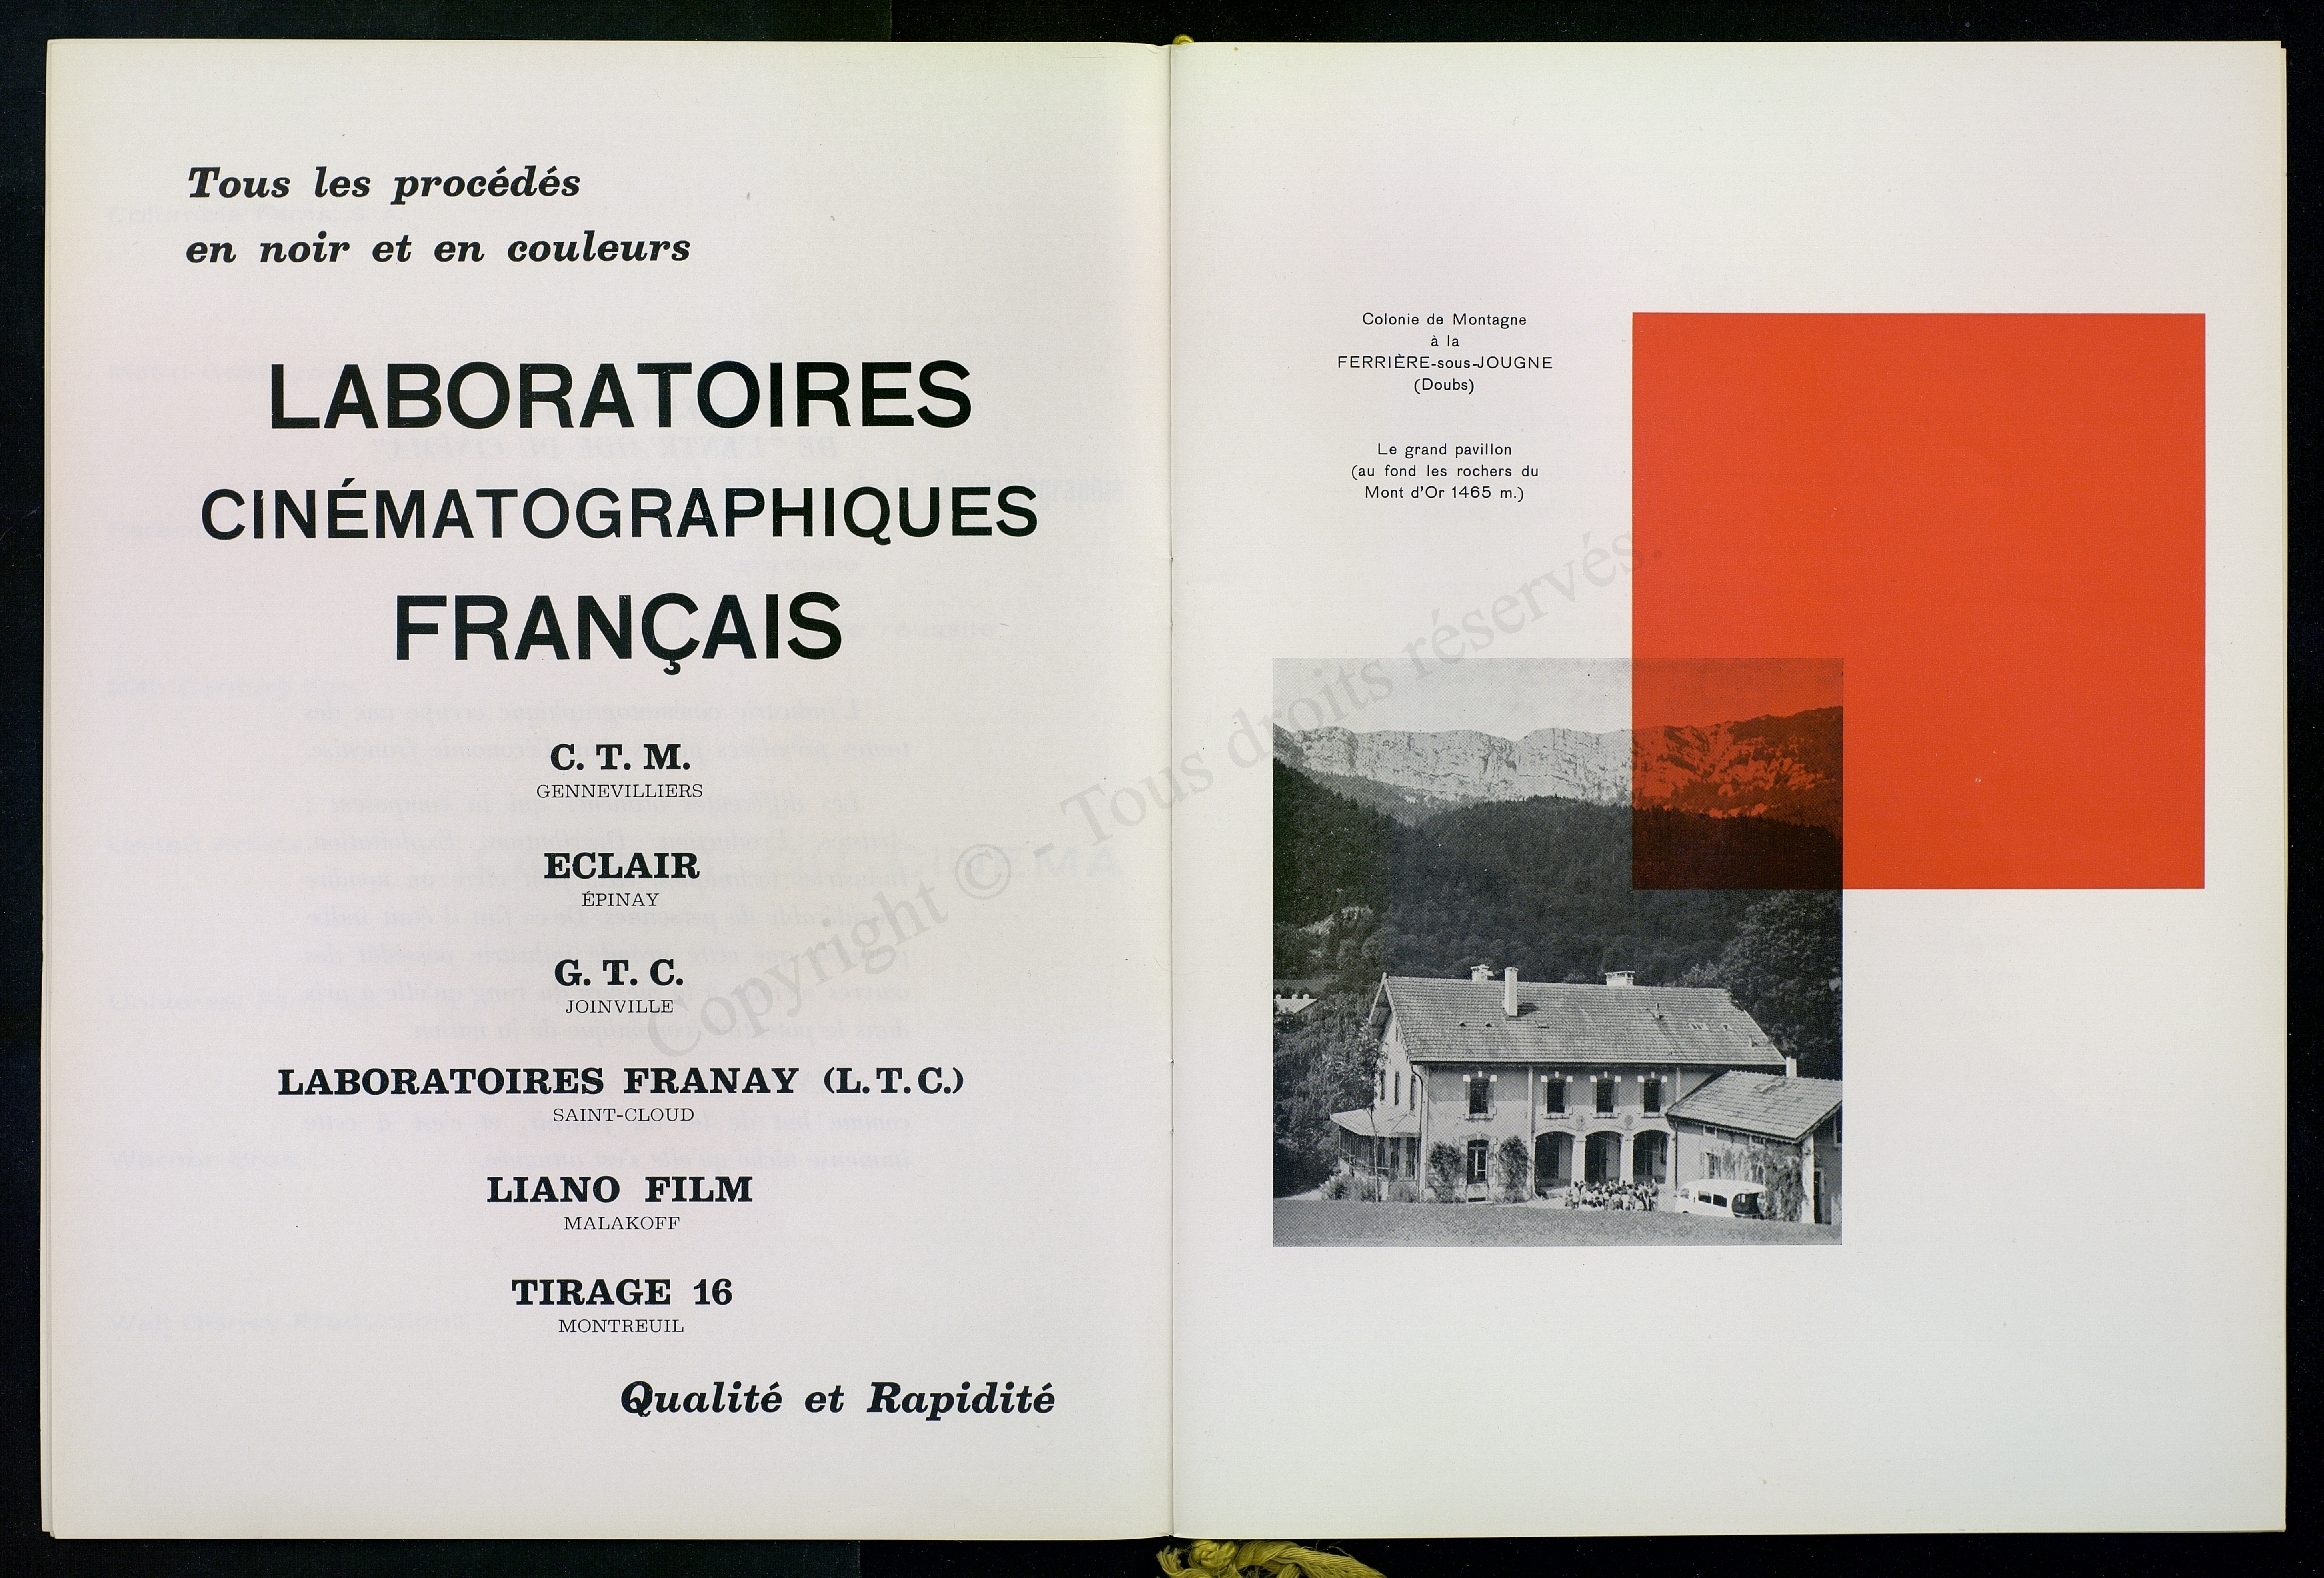 Tous les procédés
en noir et en couleurs
LABORATOIRES
CINÉMATOGRAPHIQUES
FRANÇAIS
C. T. M.
GENNEVILLIERS
ECLAIR
ÉPINAY
G. T. C.
JOINVILLE
LABORATOIRES FRANAY (L.T.C.)
SAINT-CLOUD
LIANO FILM
MALAKOFF
TIRAGE 16
MONTREUIL
Qualité et Rapidité
Colonie de Montagne
à la
FERRIÈRE-sous-JOUGNE
(Doubs)
Le grand pavillon
(au fond les rochers du
Mont d'Or 1465 m.)
Copyright © - Tous droits réservés.